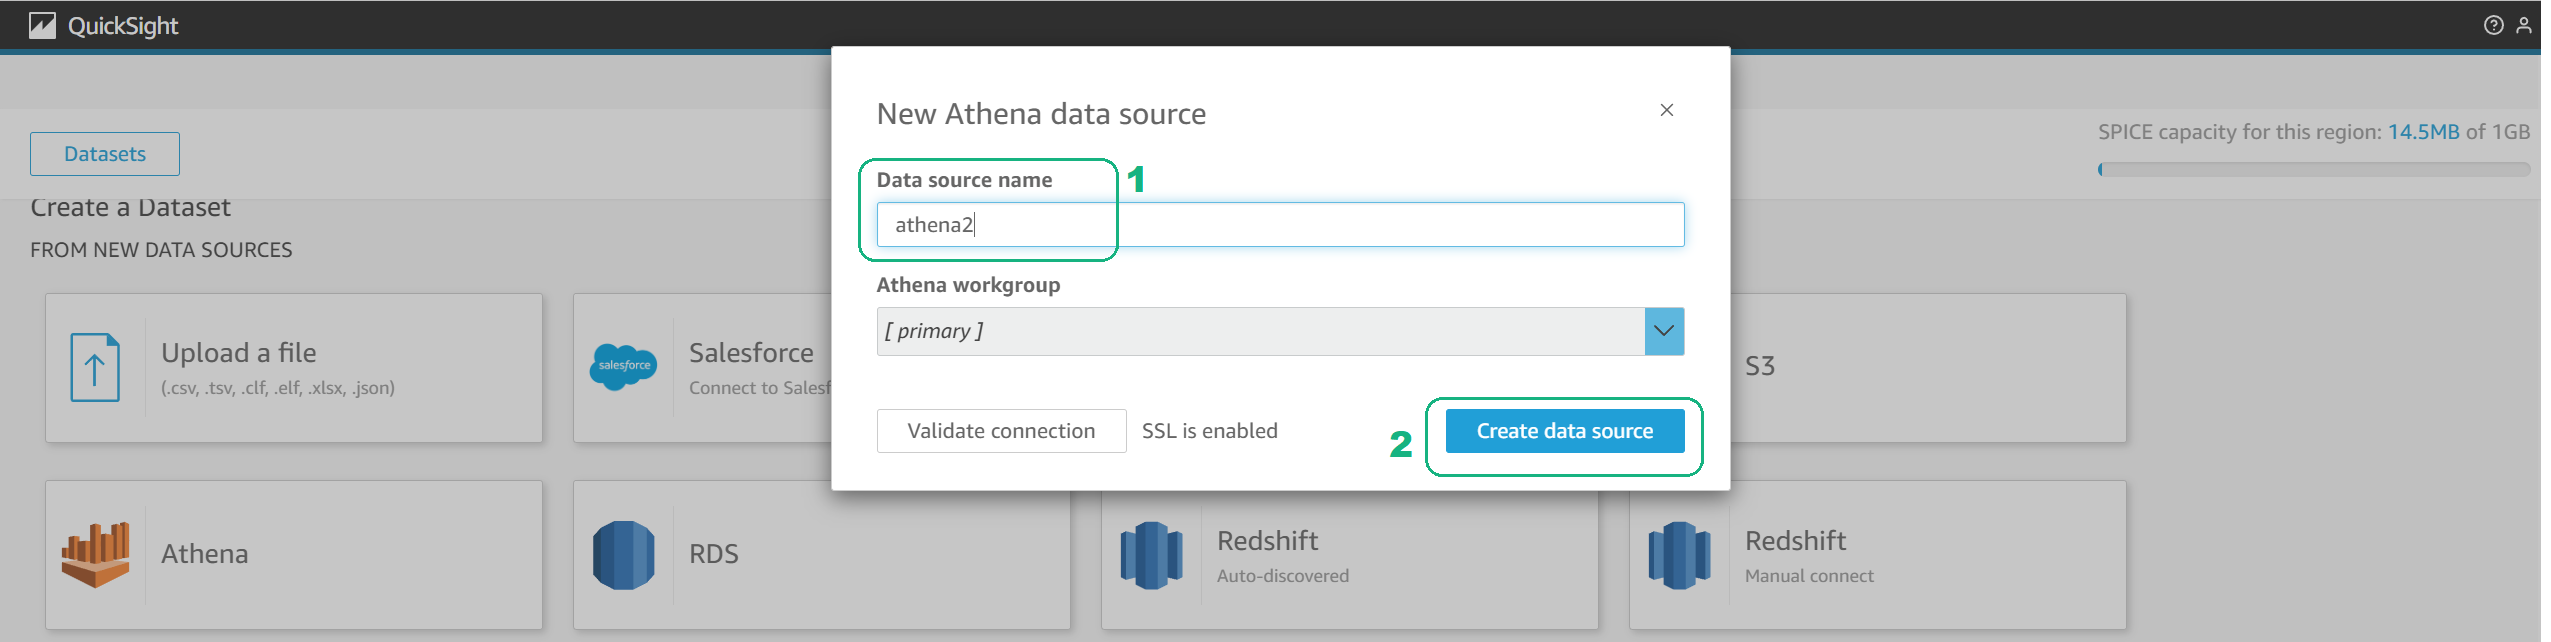 QuickSight
New Athena data source
Datasets
SPICE capacity for this region: 14.5MB of 1GB
Data source name
1
athena2
Create a Dataset
FROM NEW DATA SOURCES
Athena workgroup
[ primary ]
Upload a file
(.csv, .tsv, .clf, .elf, .xlsx, .json)
salesforce
Salesforce
Connect to Salesf
S3
Validate connection
SSL is enabled
2
Create data source
Athena
RDS
Redshift
Auto-discovered
Redshift
Manual connect